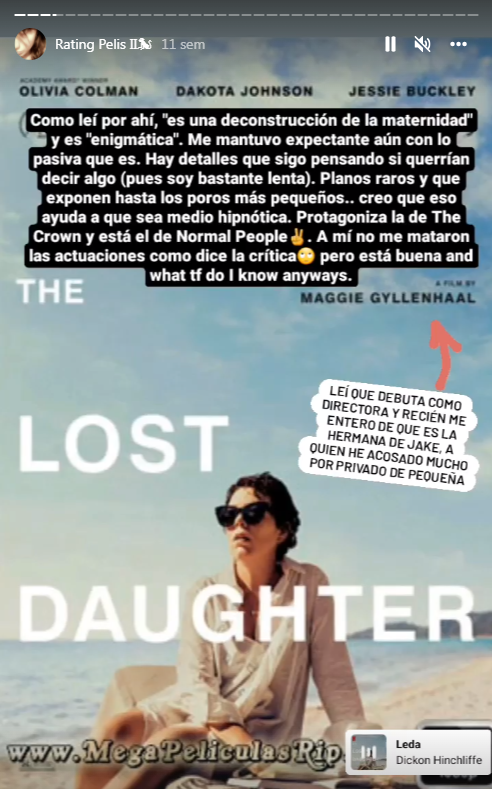 Rating Pelis II 11 sem
ACADEMY AWARD® WINNER
OLIVIA COLMAN DAKOTA JOHNSON JESSIE BUCKLEY
Como leí por ahí, "es una deconstrucción de la maternidad"
y es "enigmática". Me mantuvo expectante aún con lo
pasiva que es. Hay detalles que sigo pensando si querrían
decir algo (pues soy bastante lenta). Planos raros y que
exponen hasta los poros más pequeños.. creo que eso
ayuda a que sea medio hipnótica. Protagoniza la de The
Crown y está el de Normal People✌️. A mí no me mataron
las actuaciones como dice la crítica🙄 pero está buena and
what tf do I know anyways.
THE
A FILM BY
MAGGIE GYLLENHAAL
LEÍ QUE DEBUTA COMO
DIRECTORA Y RECIÉN ME
ENTERO DE QUE ES LA
HERMANA DE JAKE, A
QUIEN HE ACOSADO MUCHO
POR PRIVADO DE PEQUEÑA
LOST
DAUGHTER
www.MegaPeliculasRip.
Leda
Dickon Hinchliffe